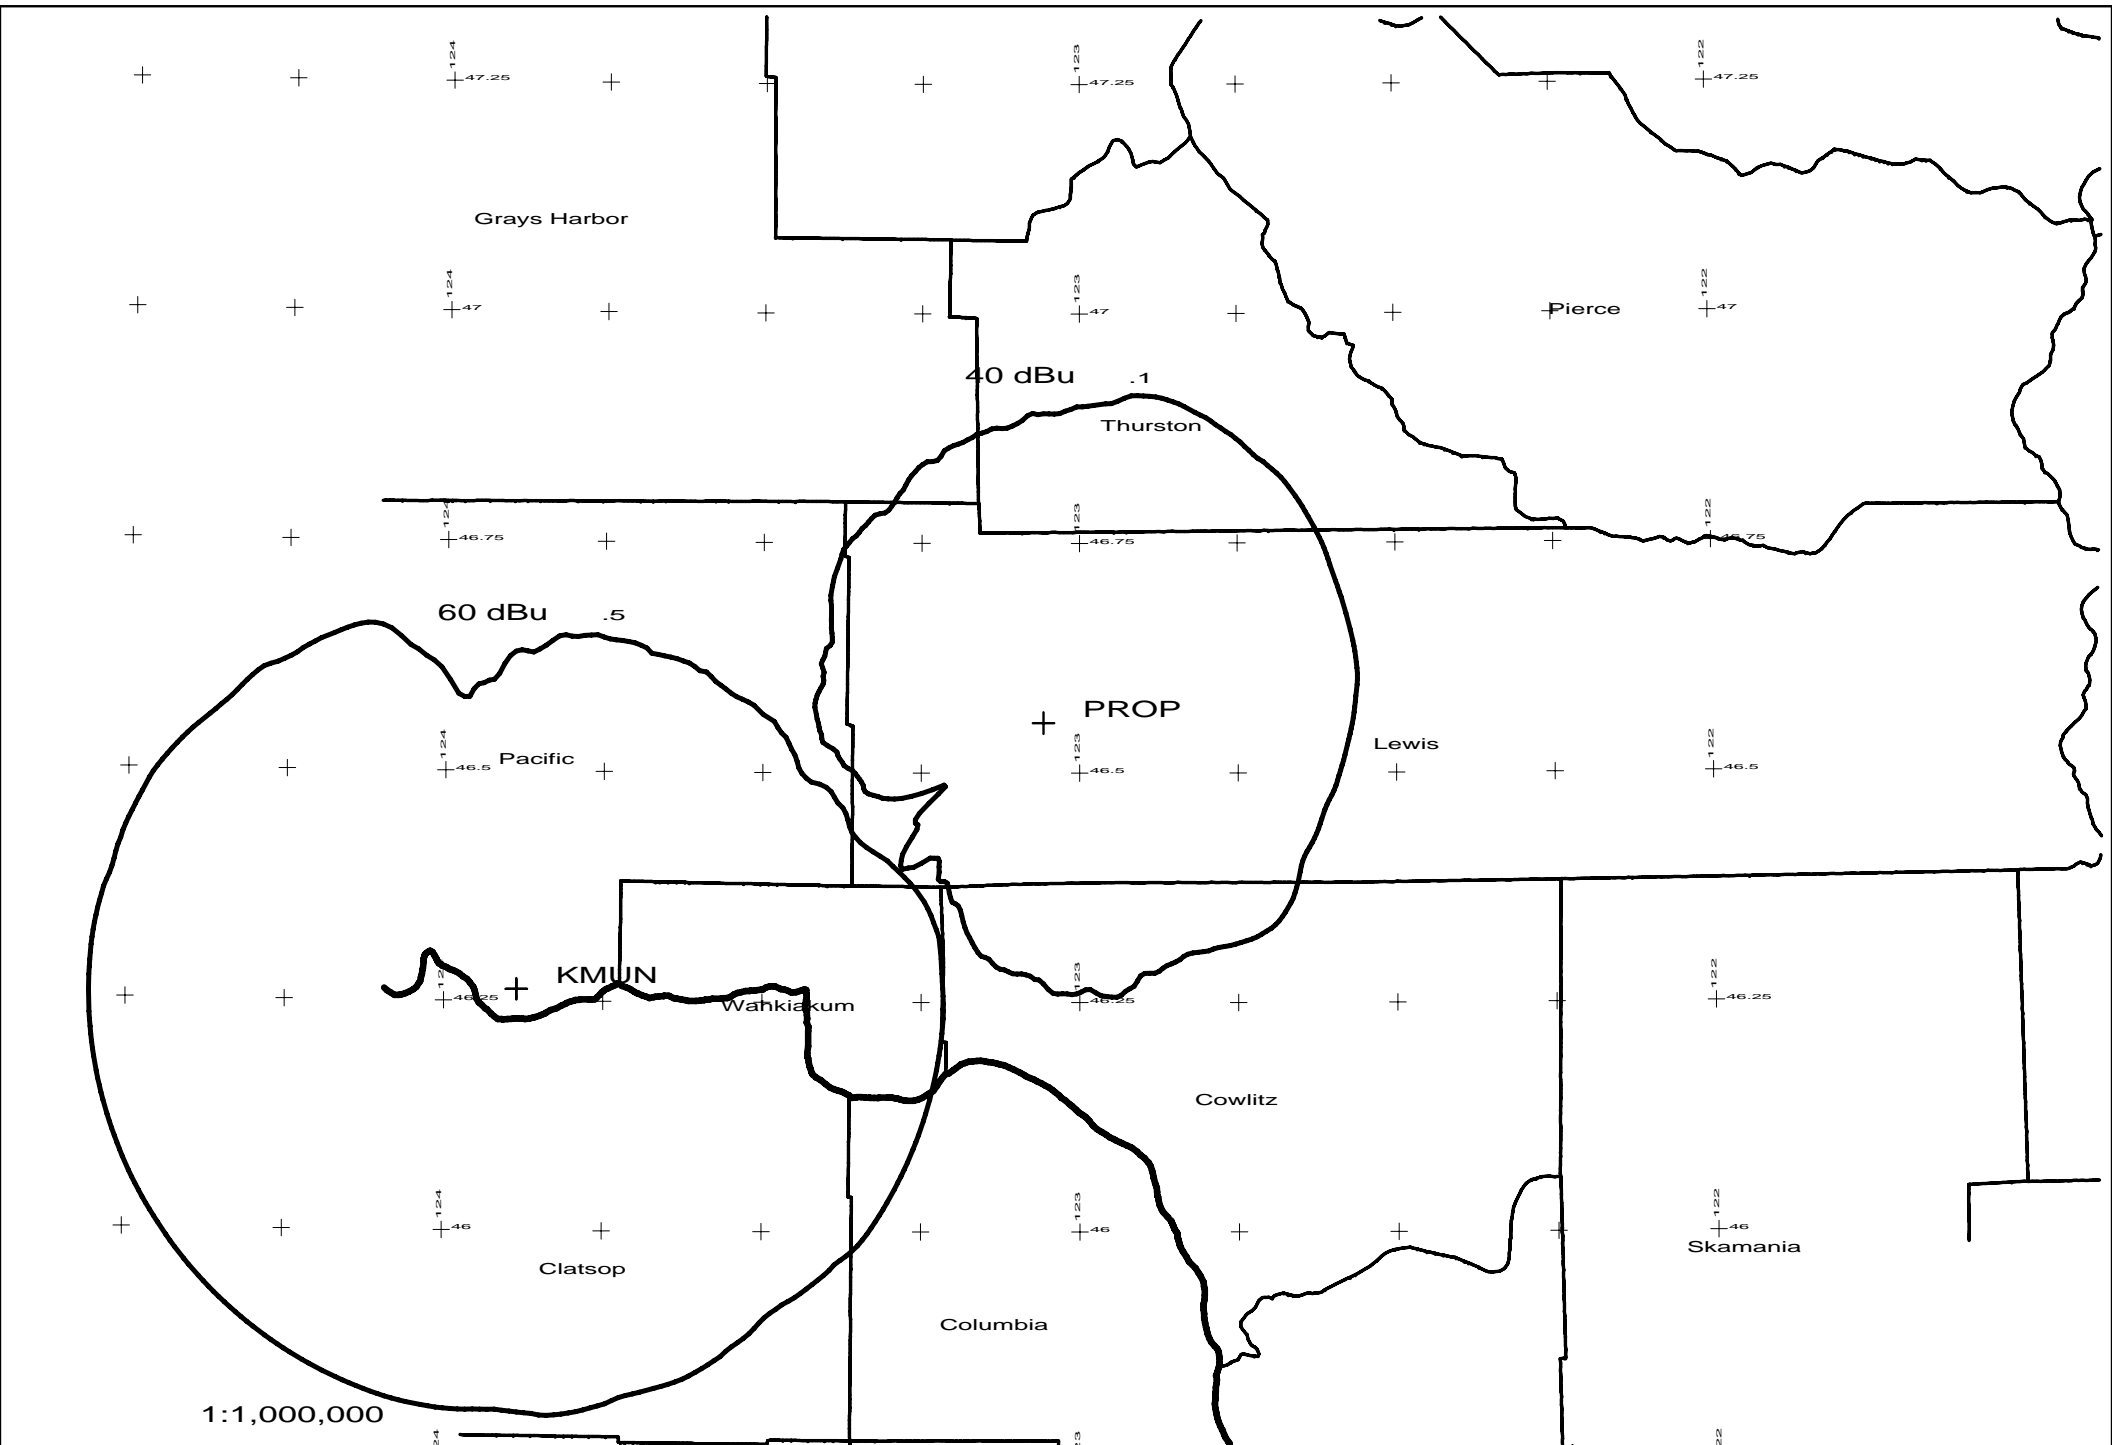 124 123 122
47.25 47.25 47.25
Grays Harbor
124 123 122
47 47 Pierce 47
40 dBu .1
Thurston
124 123 122
46.75 46.75 46.75
60 dBu .5
PROP
124 Pacific 123 Lewis 122
46.5 46.5 46.5
KMUN
46.25 Wahkiakum 123 46.25 122 46.25
Cowlitz
124 123 122
46 46 46
Skamania
Clatsop
Columbia
1:1,000,000